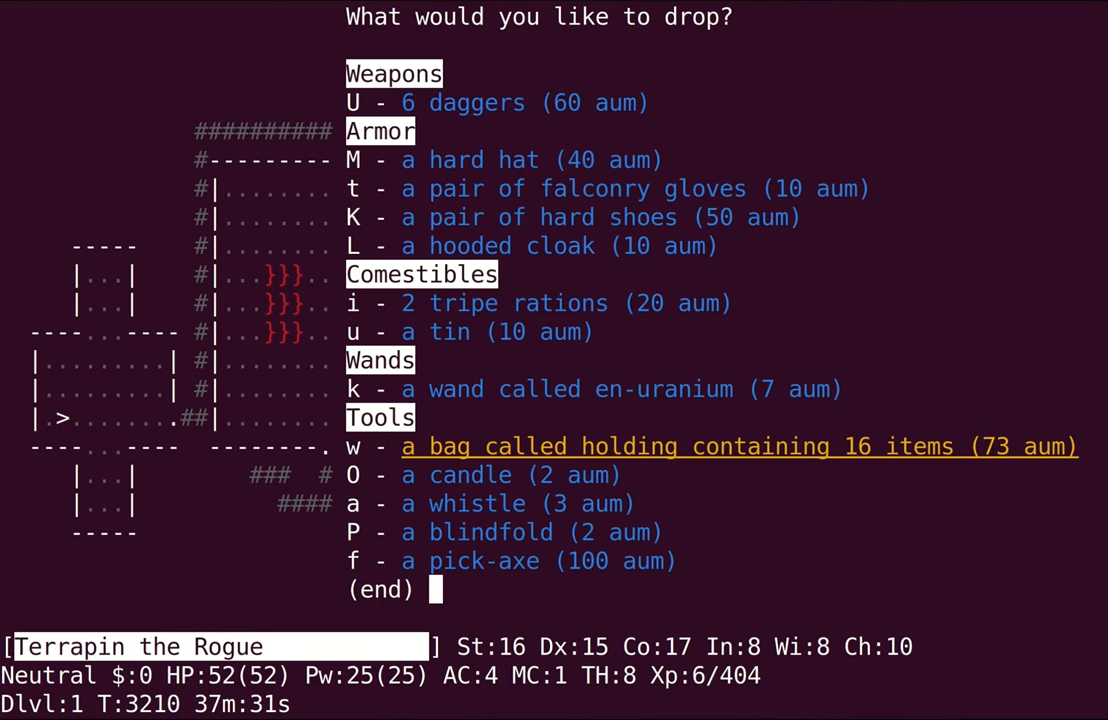 What would you like to drop?
Weapons
U - 6 daggers (60 aum)
########## Armor
#--------- M - a hard hat (40 aum)
#|........ t - a pair of falconry gloves (10 aum)
#|........ K - a pair of hard shoes (50 aum)
----- #|........ L - a hooded cloak (10 aum)
|...| #|...}}}.. Comestibles
|...| #|...}}}.. i - 2 tripe rations (20 aum)
----...---- #|...}}}.. u - a tin (10 aum)
|.........| #|........ Wands
|.........| #|........ k - a wand called en-uranium (7 aum)
|.>........##|........ Tools
----...---- --------. w - a bag called holding containing 16 items (73 aum)
|...| ### # O - a candle (2 aum)
|...| #### a - a whistle (3 aum)
----- P - a blindfold (2 aum)
f - a pick-axe (100 aum)
(end)
[Terrapin the Rogue ] St:16 Dx:15 Co:17 In:8 Wi:8 Ch:10
Neutral $:0 HP:52(52) Pw:25(25) AC:4 MC:1 TH:8 Xp:6/404
Dlvl:1 T:3210 37m:31s